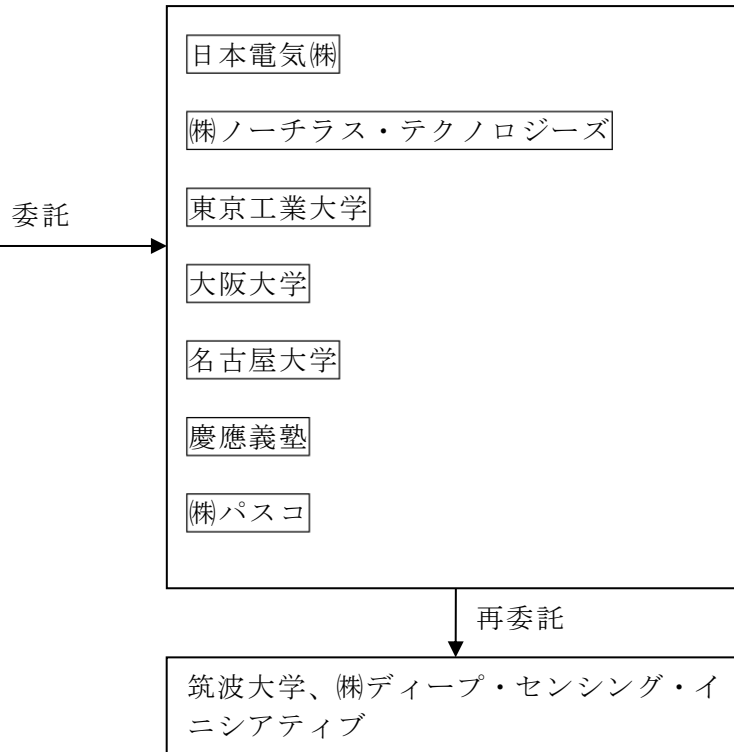 日本電気㈱
㈱ノーチラス・テクノロジーズ
東京工業大学
委託
大阪大学
名古屋大学
慶應義塾
㈱パスコ
再委託
筑波大学、㈱ディープ・センシング・イ
ニシアティブ